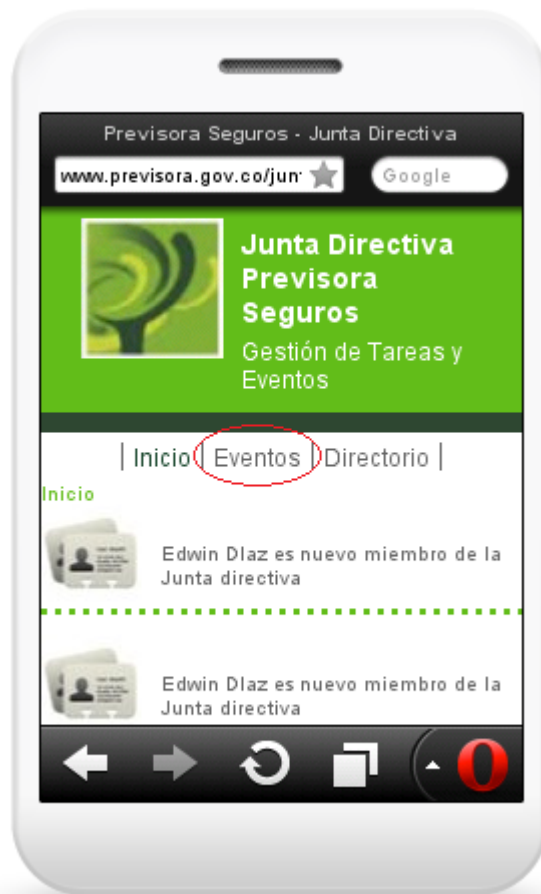 Previsora Seguros - Junta Directiva
www.previsora.gov.co/jun
Google
Junta Directiva
Previsora
Seguros
Gestión de Tareas y
Eventos
| Inicio | Eventos | Directorio |
Inicio
Edwin DIaz es nuevo miembro de la
Junta directiva
Edwin DIaz es nuevo miembro de la
Junta directiva